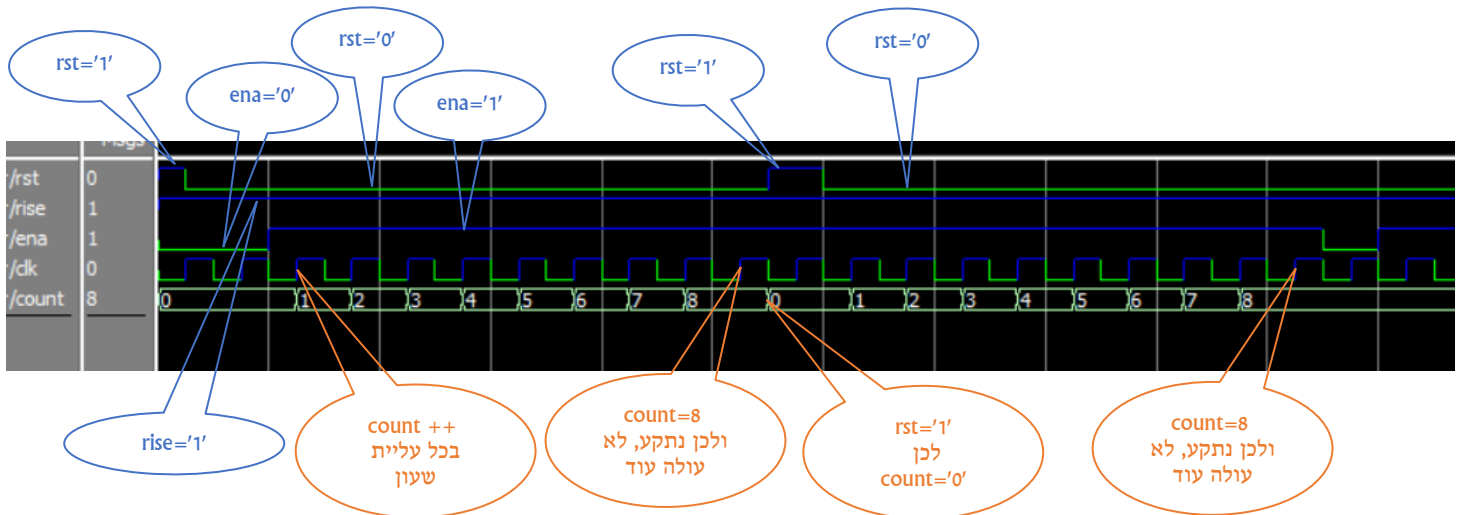 rst='1'
ena='0'
rst='0'
ena='1'
rst='1'
rst='0'
Msgs
r/rst 0
r/rise 1
r/ena 1
r/clk 0
r/count 8 0 1 2 3 4 5 6 7 8 0 1 2 3 4 5 6 7 8
rise='1'
count ++
בכל עליית
שעון
count=8
ולכן נתקע, לא
עולה עוד
rst='1'
לכן
count='0'
count=8
ולכן נתקע, לא
עולה עוד